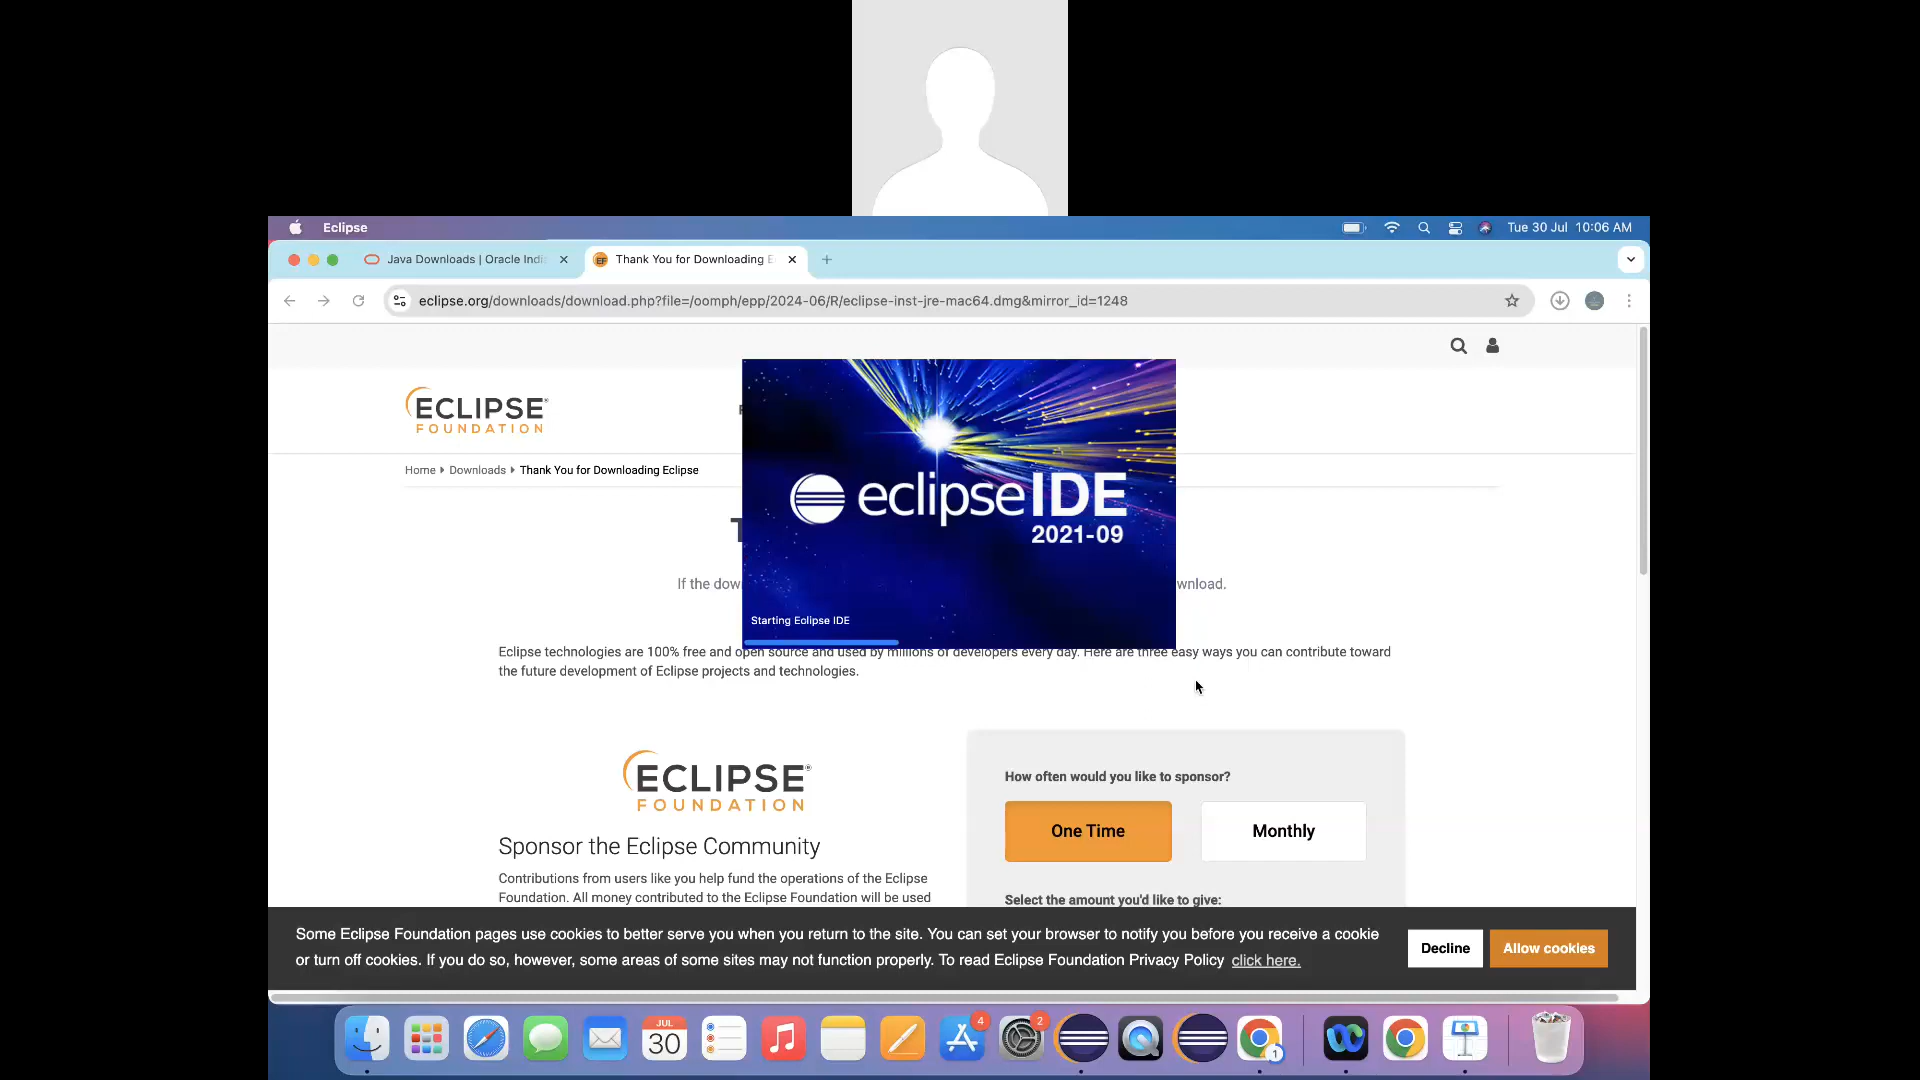 Eclipse
Tue 30 Jul 10:06 AM
Java Downloads | Oracle Indi
Thank You for Downloading E
eclipse.org/downloads/download.php?file=/oomph/epp/2024-06/R/eclipse-inst-jre-mac64.dmg&mirror_id=1248
ECLIPSE®
FOUNDATION
Home Downloads Thank You for Downloading Eclipse
eclipse IDE
2021-09
If the dow
wnload.
Starting Eclipse IDE
Eclipse technologies are 100% free and open source and used by millions of developers every day. Here are three easy ways you can contribute toward
the future development of Eclipse projects and technologies.
ECLIPSE®
FOUNDATION
Sponsor the Eclipse Community
Contributions from users like you help fund the operations of the Eclipse
Foundation. All money contributed to the Eclipse Foundation will be used
How often would you like to sponsor?
One Time
Monthly
Select the amount you'd like to give:
Some Eclipse Foundation pages use cookies to better serve you when you return to the site. You can set your browser to notify you before you receive a cookie
or turn off cookies. If you do so, however, some areas of some sites may not function properly. To read Eclipse Foundation Privacy Policy click here.
Decline
Allow cookies
JUL
30
4
2
1